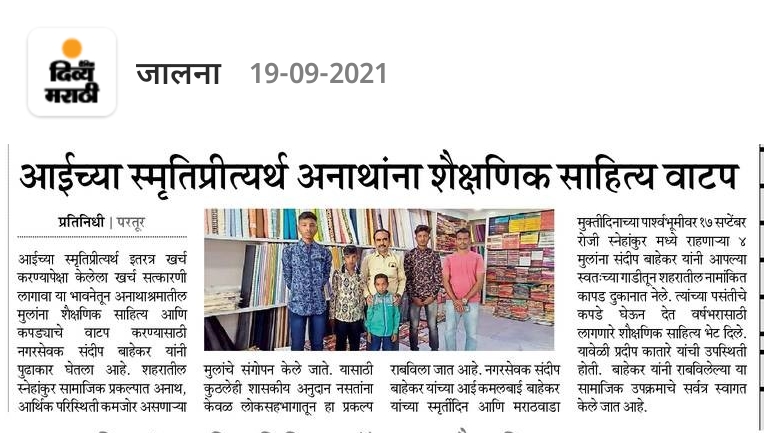 दिव्य
मराठी
जालना 19-09-2021
आईच्या स्मृतिप्रीत्यर्थ अनाथांना शैक्षणिक साहित्य वाटप
प्रतिनिधी | परतूर
आईच्या स्मृतिप्रीत्यर्थ इतरत्र खर्च
करण्यापेक्षा केलेला खर्च सत्कारणी
लागावा या भावनेतून अनाथाश्रमातील
मुलांना शैक्षणिक साहित्य आणि
कपड्याचे वाटप करण्यासाठी
नगरसेवक संदीप बाहेकर यांनी
पुढाकार घेतला आहे. शहरातील
स्नेहांकुर सामाजिक प्रकल्पात अनाथ,
आर्थिक परिस्थिती कमजोर असणाऱ्या
मुलांचे संगोपन केले जाते. यासाठी
कुठलेही शासकीय अनुदान नसतांना
केवळ लोकसहभागातून हा प्रकल्प
राबविला जात आहे. नगरसेवक संदीप
बाहेकर यांच्या आई कमलबाई बाहेकर
यांच्या स्मृतीदिन आणि मराठवाडा
मुक्तीदिनाच्या पार्श्वभूमीवर १७ सप्टेंबर
रोजी स्नेहांकुर मध्ये राहणाऱ्या ४
मुलांना संदीप बाहेकर यांनी आपल्या
स्वतःच्या गाडीतून शहरातील नामांकित
कापड दुकानात नेले. त्यांच्या पसंतीचे
कपडे घेऊन देत वर्षभरासाठी
लागणारे शौक्षणिक साहित्य भेट दिले.
यावेळी प्रदीप कातारे यांची उपस्थिती
होती. बाहेकर यांनी राबविलेल्या या
सामाजिक उपक्रमाचे सर्वत्र स्वागत
केले जात आहे.